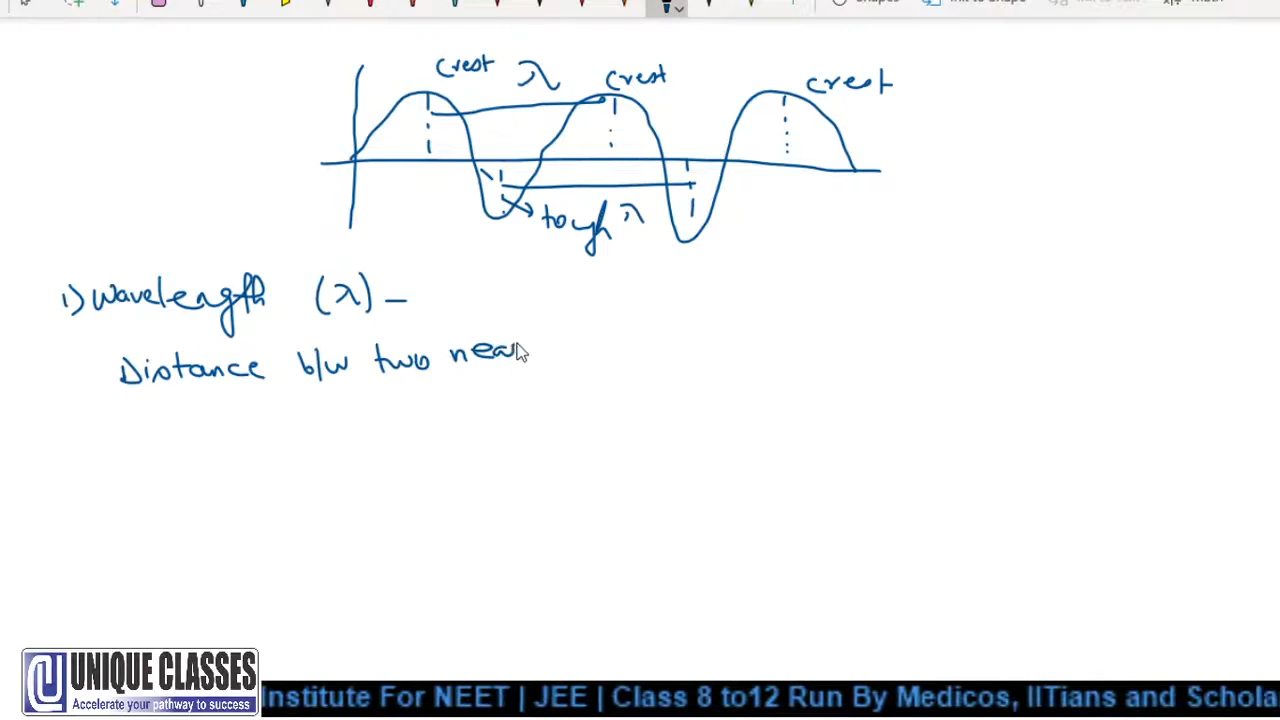 crest λ crest crest
tough λ
1) Wavelength (λ) –
Distance b/w two near
UNIQUE CLASSES
Accelerate your pathway to success
Institute For NEET | JEE | Class 8 to12 Run By Medicos, IITians and Schola